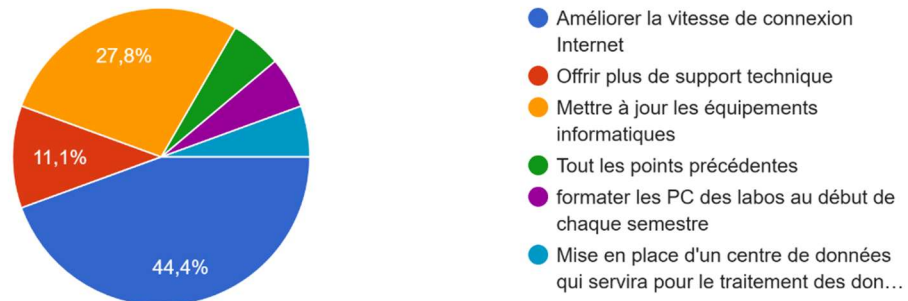 27,8%
11,1%
44,4%
Améliorer la vitesse de connexion
Internet
Offrir plus de support technique
Mettre à jour les équipements
informatiques
Tout les points précédentes
formater les PC des labos au début de
chaque semestre
Mise en place d'un centre de données
qui servira pour le traitement des don…